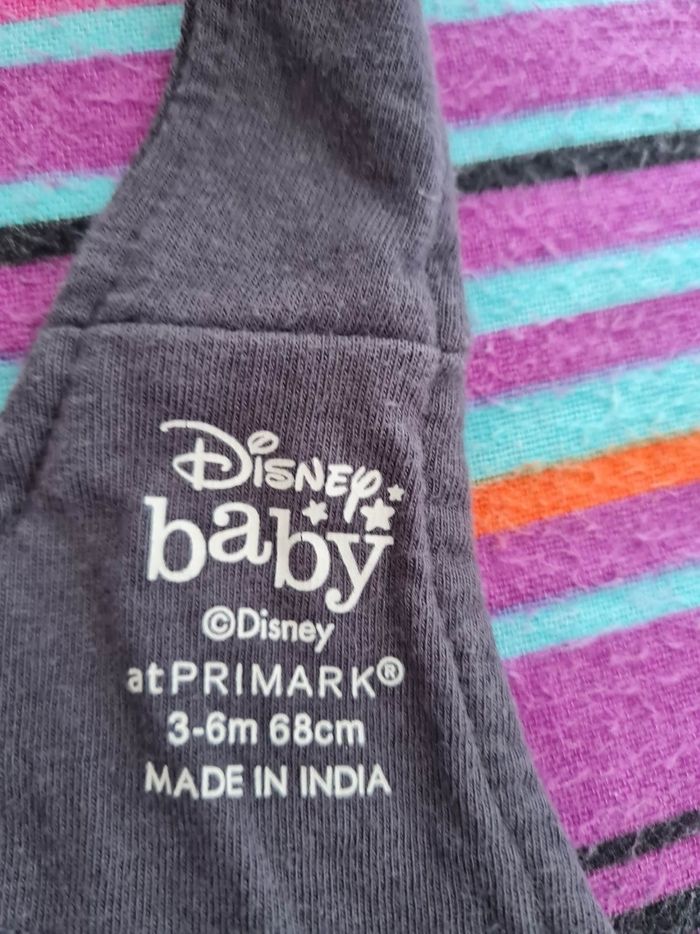 Disney
baby
©Disney
at PRIMARK®
3-6m 68cm
MADE IN INDIA